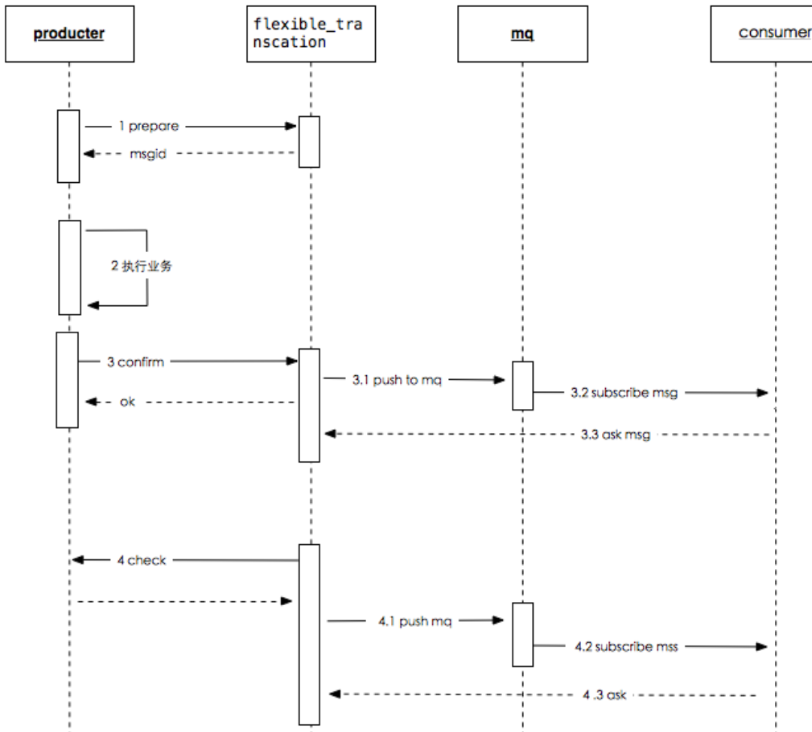 producter
flexible_tra
nscation
mq
consumer
1 prepare
msgid
2 执行业务
3 confirm
3.1 push to mq
3.2 subscribe msg
ok
3.3 ask msg
4 check
4.1 push mq
4.2 subscribe mss
4 .3 ask